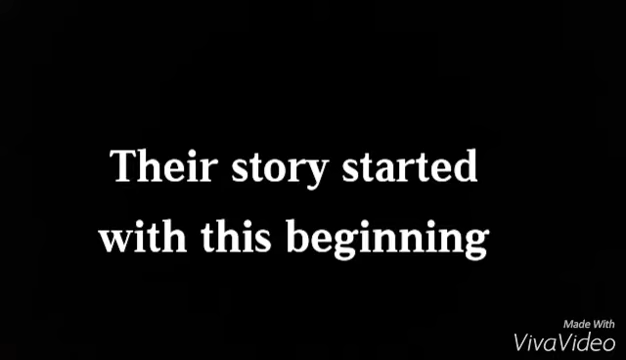 Their story started
with this beginning
Made With
VivaVideo